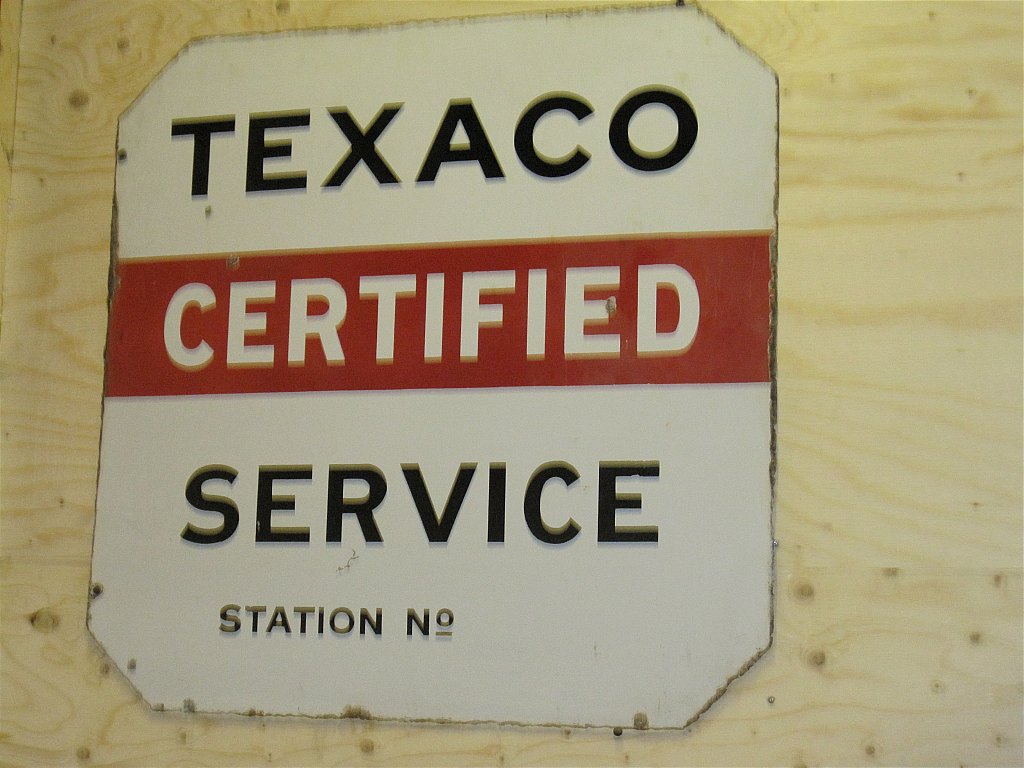 TEXACO
CERTIFIED
SERVICE
STATION Nº